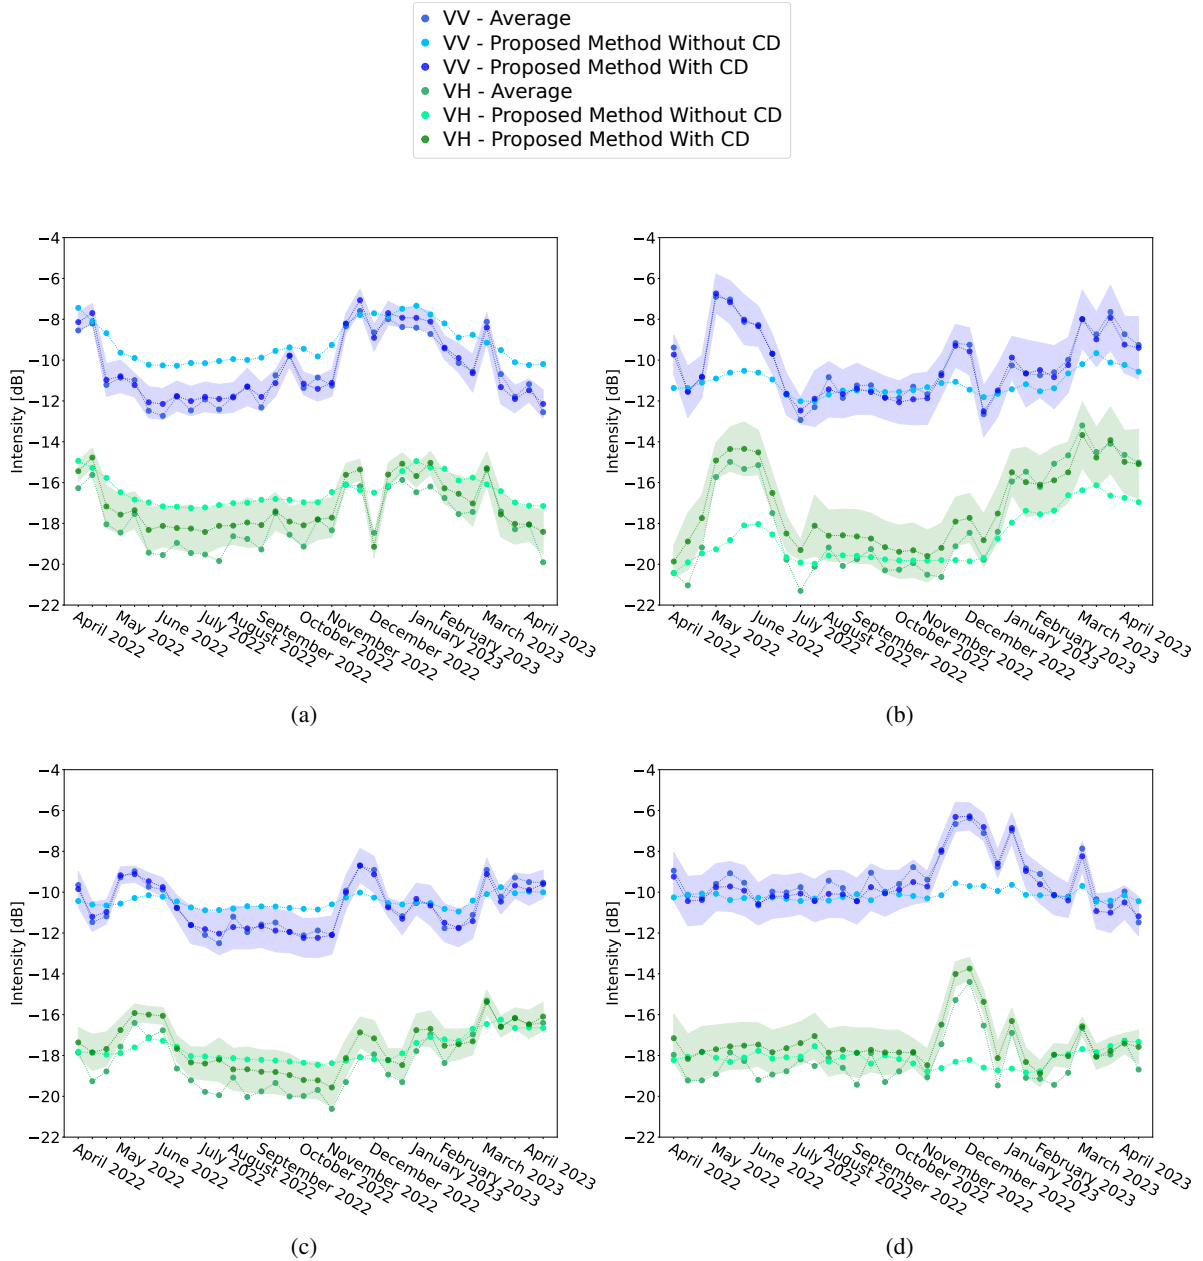 VV - Average
VV - Proposed Method Without CD
VV - Proposed Method With CD
VH - Average
VH - Proposed Method Without CD
VH - Proposed Method With CD
Intensity [dB]
−4
−6
−8
−10
−12
−14
−16
−18
−20
−22
April 2022
May 2022
June 2022
July 2022
August 2022
September 2022
October 2022
November 2022
December 2022
January 2023
February 2023
March 2023
April 2023
(a)
Intensity [dB]
−4
−6
−8
−10
−12
−14
−16
−18
−20
−22
April 2022
May 2022
June 2022
July 2022
August 2022
September 2022
October 2022
November 2022
December 2022
January 2023
February 2023
March 2023
April 2023
(b)
Intensity [dB]
−4
−6
−8
−10
−12
−14
−16
−18
−20
−22
April 2022
May 2022
June 2022
July 2022
August 2022
September 2022
October 2022
November 2022
December 2022
January 2023
February 2023
March 2023
April 2023
(c)
Intensity [dB]
−4
−6
−8
−10
−12
−14
−16
−18
−20
−22
April 2022
May 2022
June 2022
July 2022
August 2022
September 2022
October 2022
November 2022
December 2022
January 2023
February 2023
March 2023
April 2023
(d)